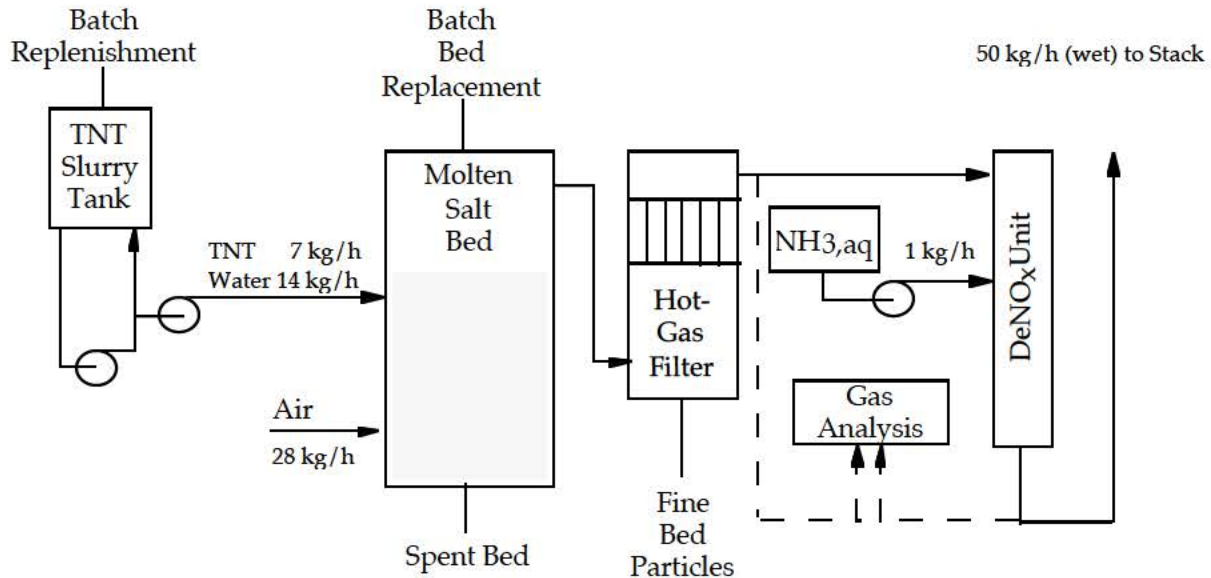 Batch
Replenishment
TNT
Slurry
Tank
TNT 7 kg/h
Water 14 kg/h
Air
28 kg/h
Batch
Bed
Replacement
Molten
Salt
Bed
Spent Bed
Hot-
Gas
Filter
Fine
Bed
Particles
NH3,aq
1 kg/h
Gas
Analysis
DeNOx Unit
50 kg/h (wet) to Stack